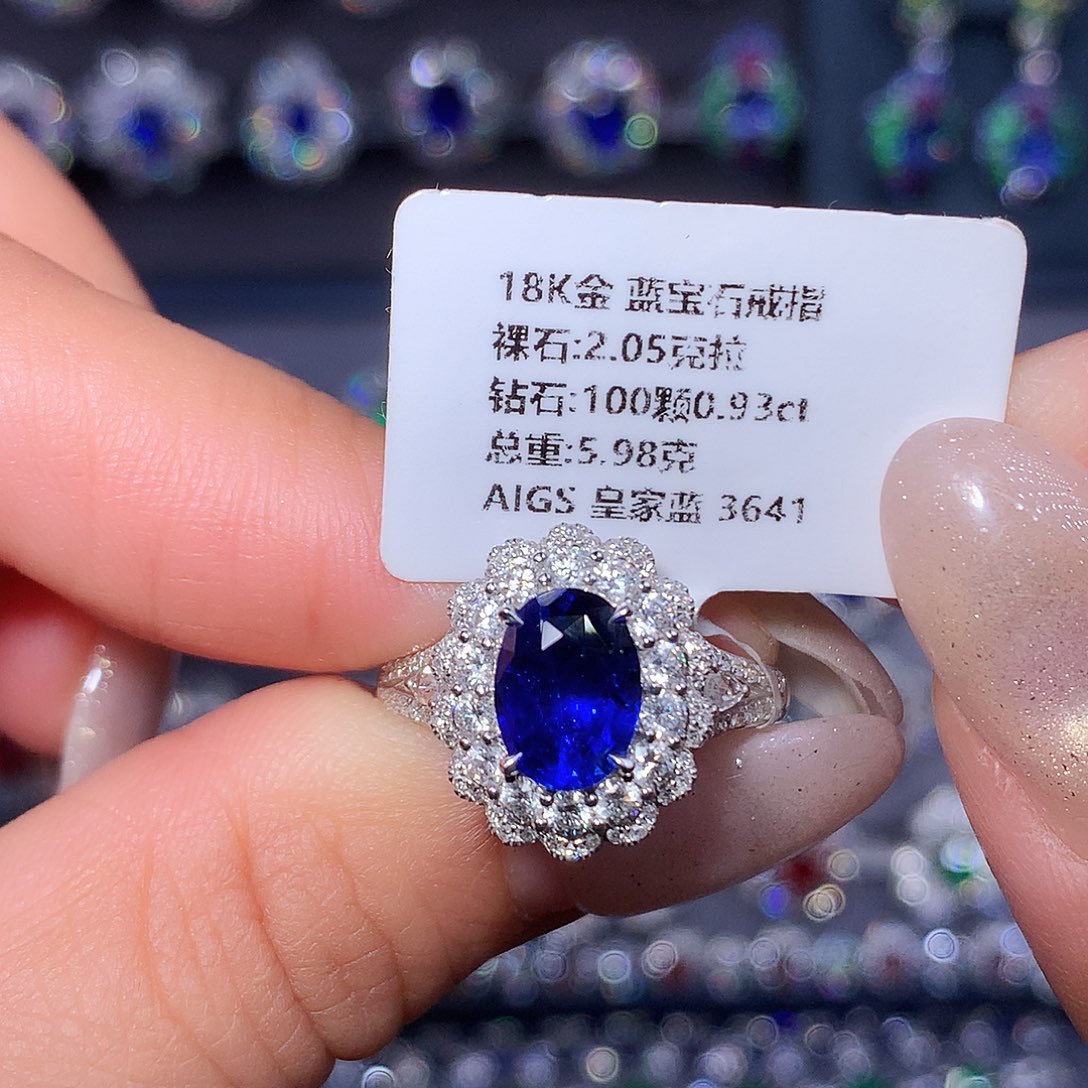 18K金 蓝宝石戒指
裸石:2.05克拉
钻石:100颗0.93ct
总重:5.98克
AIGS 皇家蓝 3641